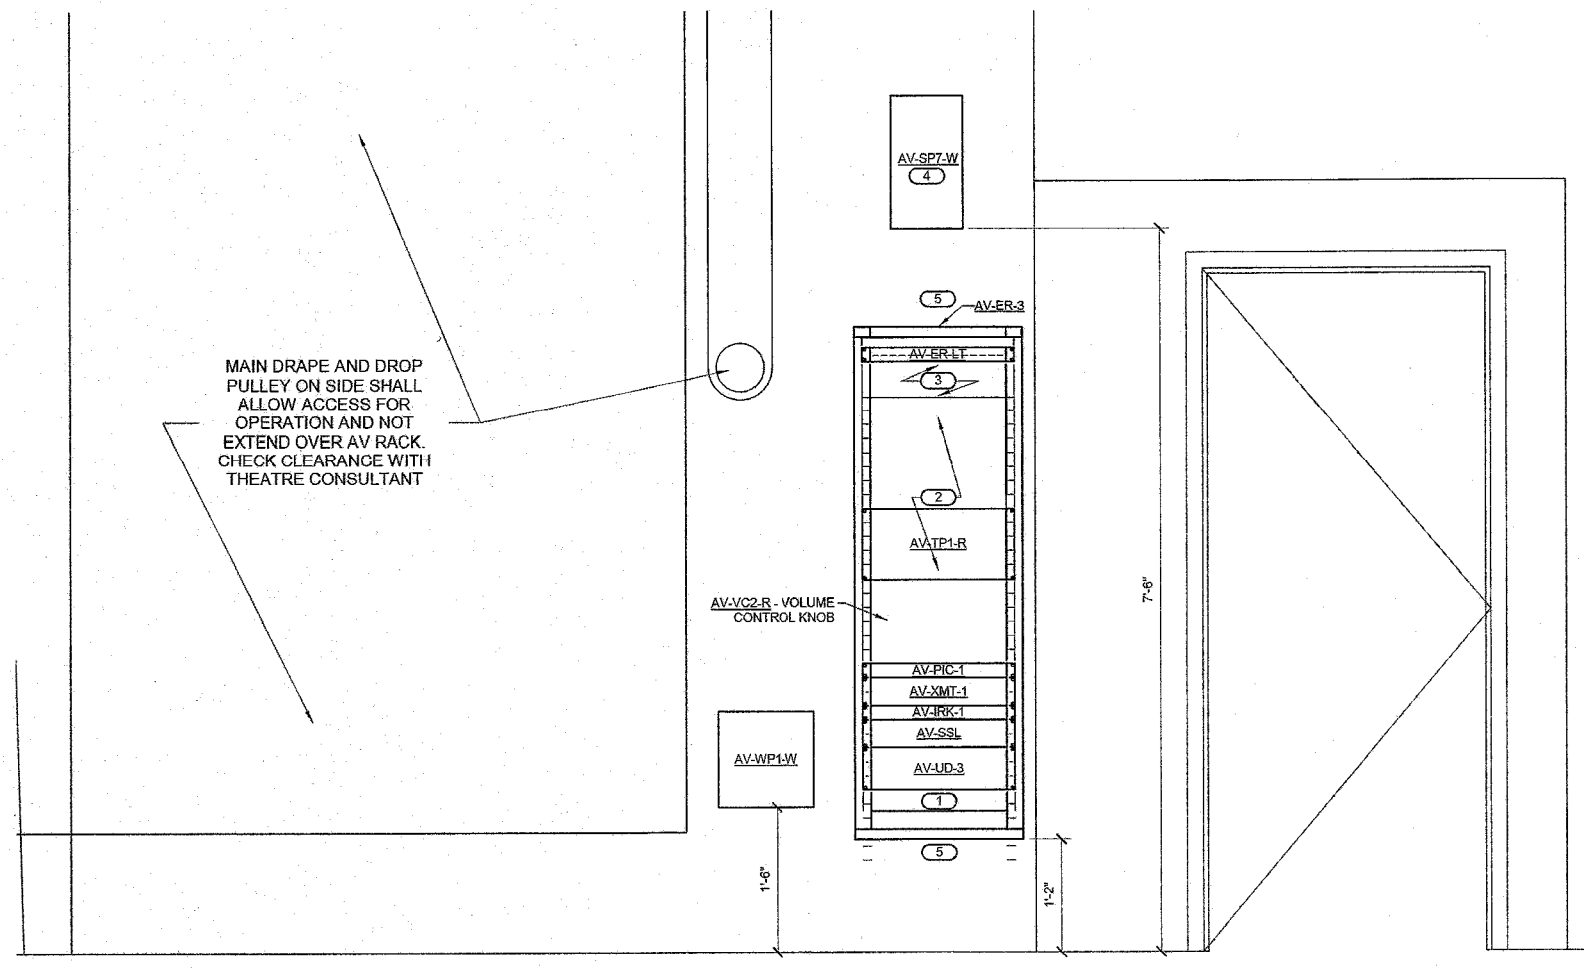 AV-SP7-W
4
5
AV-ER-3
AV-ER-LT
3
MAIN DRAPE AND DROP
PULLEY ON SIDE SHALL
ALLOW ACCESS FOR
OPERATION AND NOT
EXTEND OVER AV RACK.
CHECK CLEARANCE WITH
THEATRE CONSULTANT
2
AV-TP1-R
7'-6"
AV-VC2-R - VOLUME
CONTROL KNOB
AV-PIC-1
AV-XMT-1
AV-IRK-1
AV-SSL
AV-WP1-W
AV-UD-3
1
5
1'-6"
1'-2"